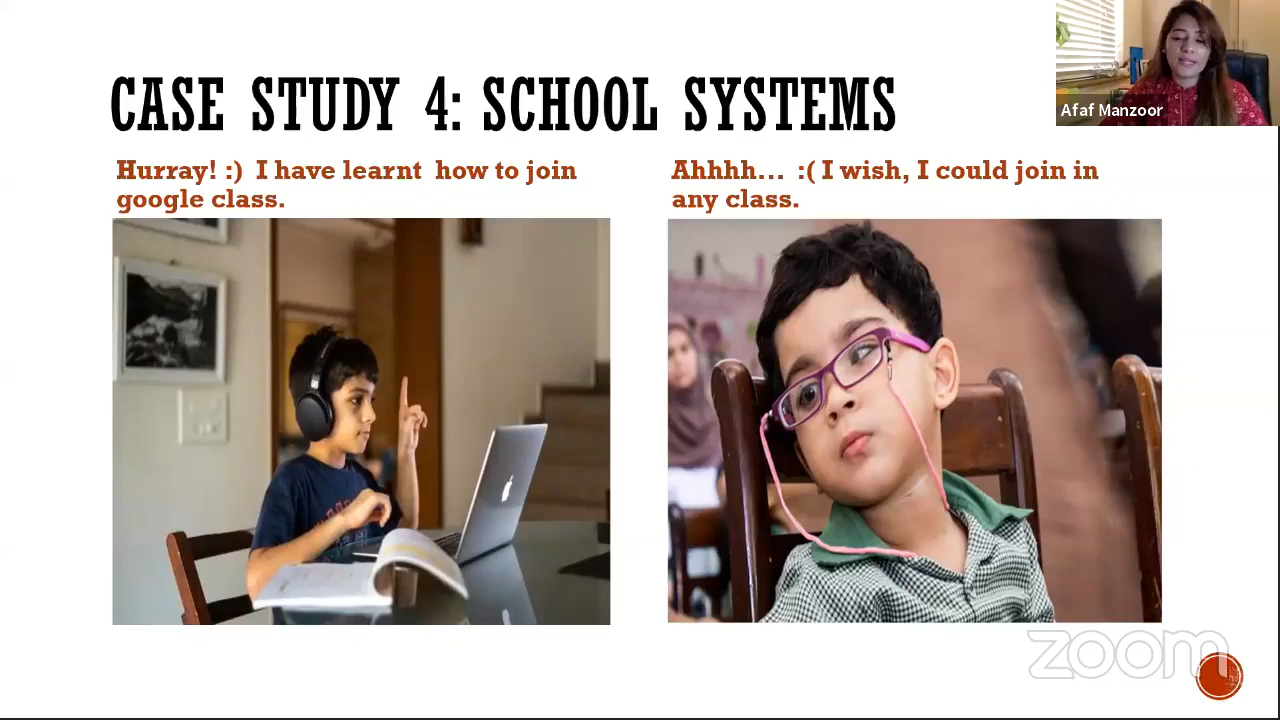 CASE STUDY 4: SCHOOL SYSTEMS
Afaf Manzoor
Hurray! :) I have learnt how to join
google class.
Ahhhh... :( I wish, I could join in
any class.
zoom